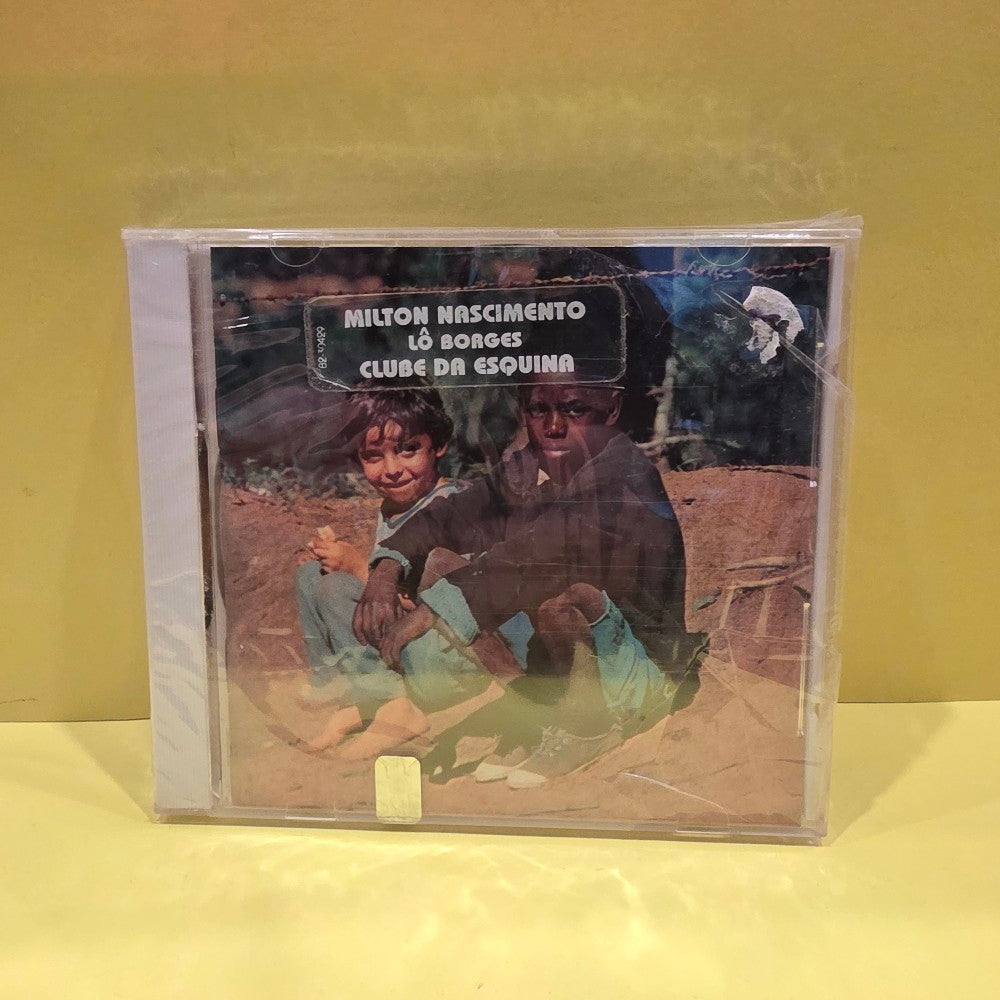 MILTON NASCIMENTO
LÔ BORGES
CLUBE DA ESQUINA